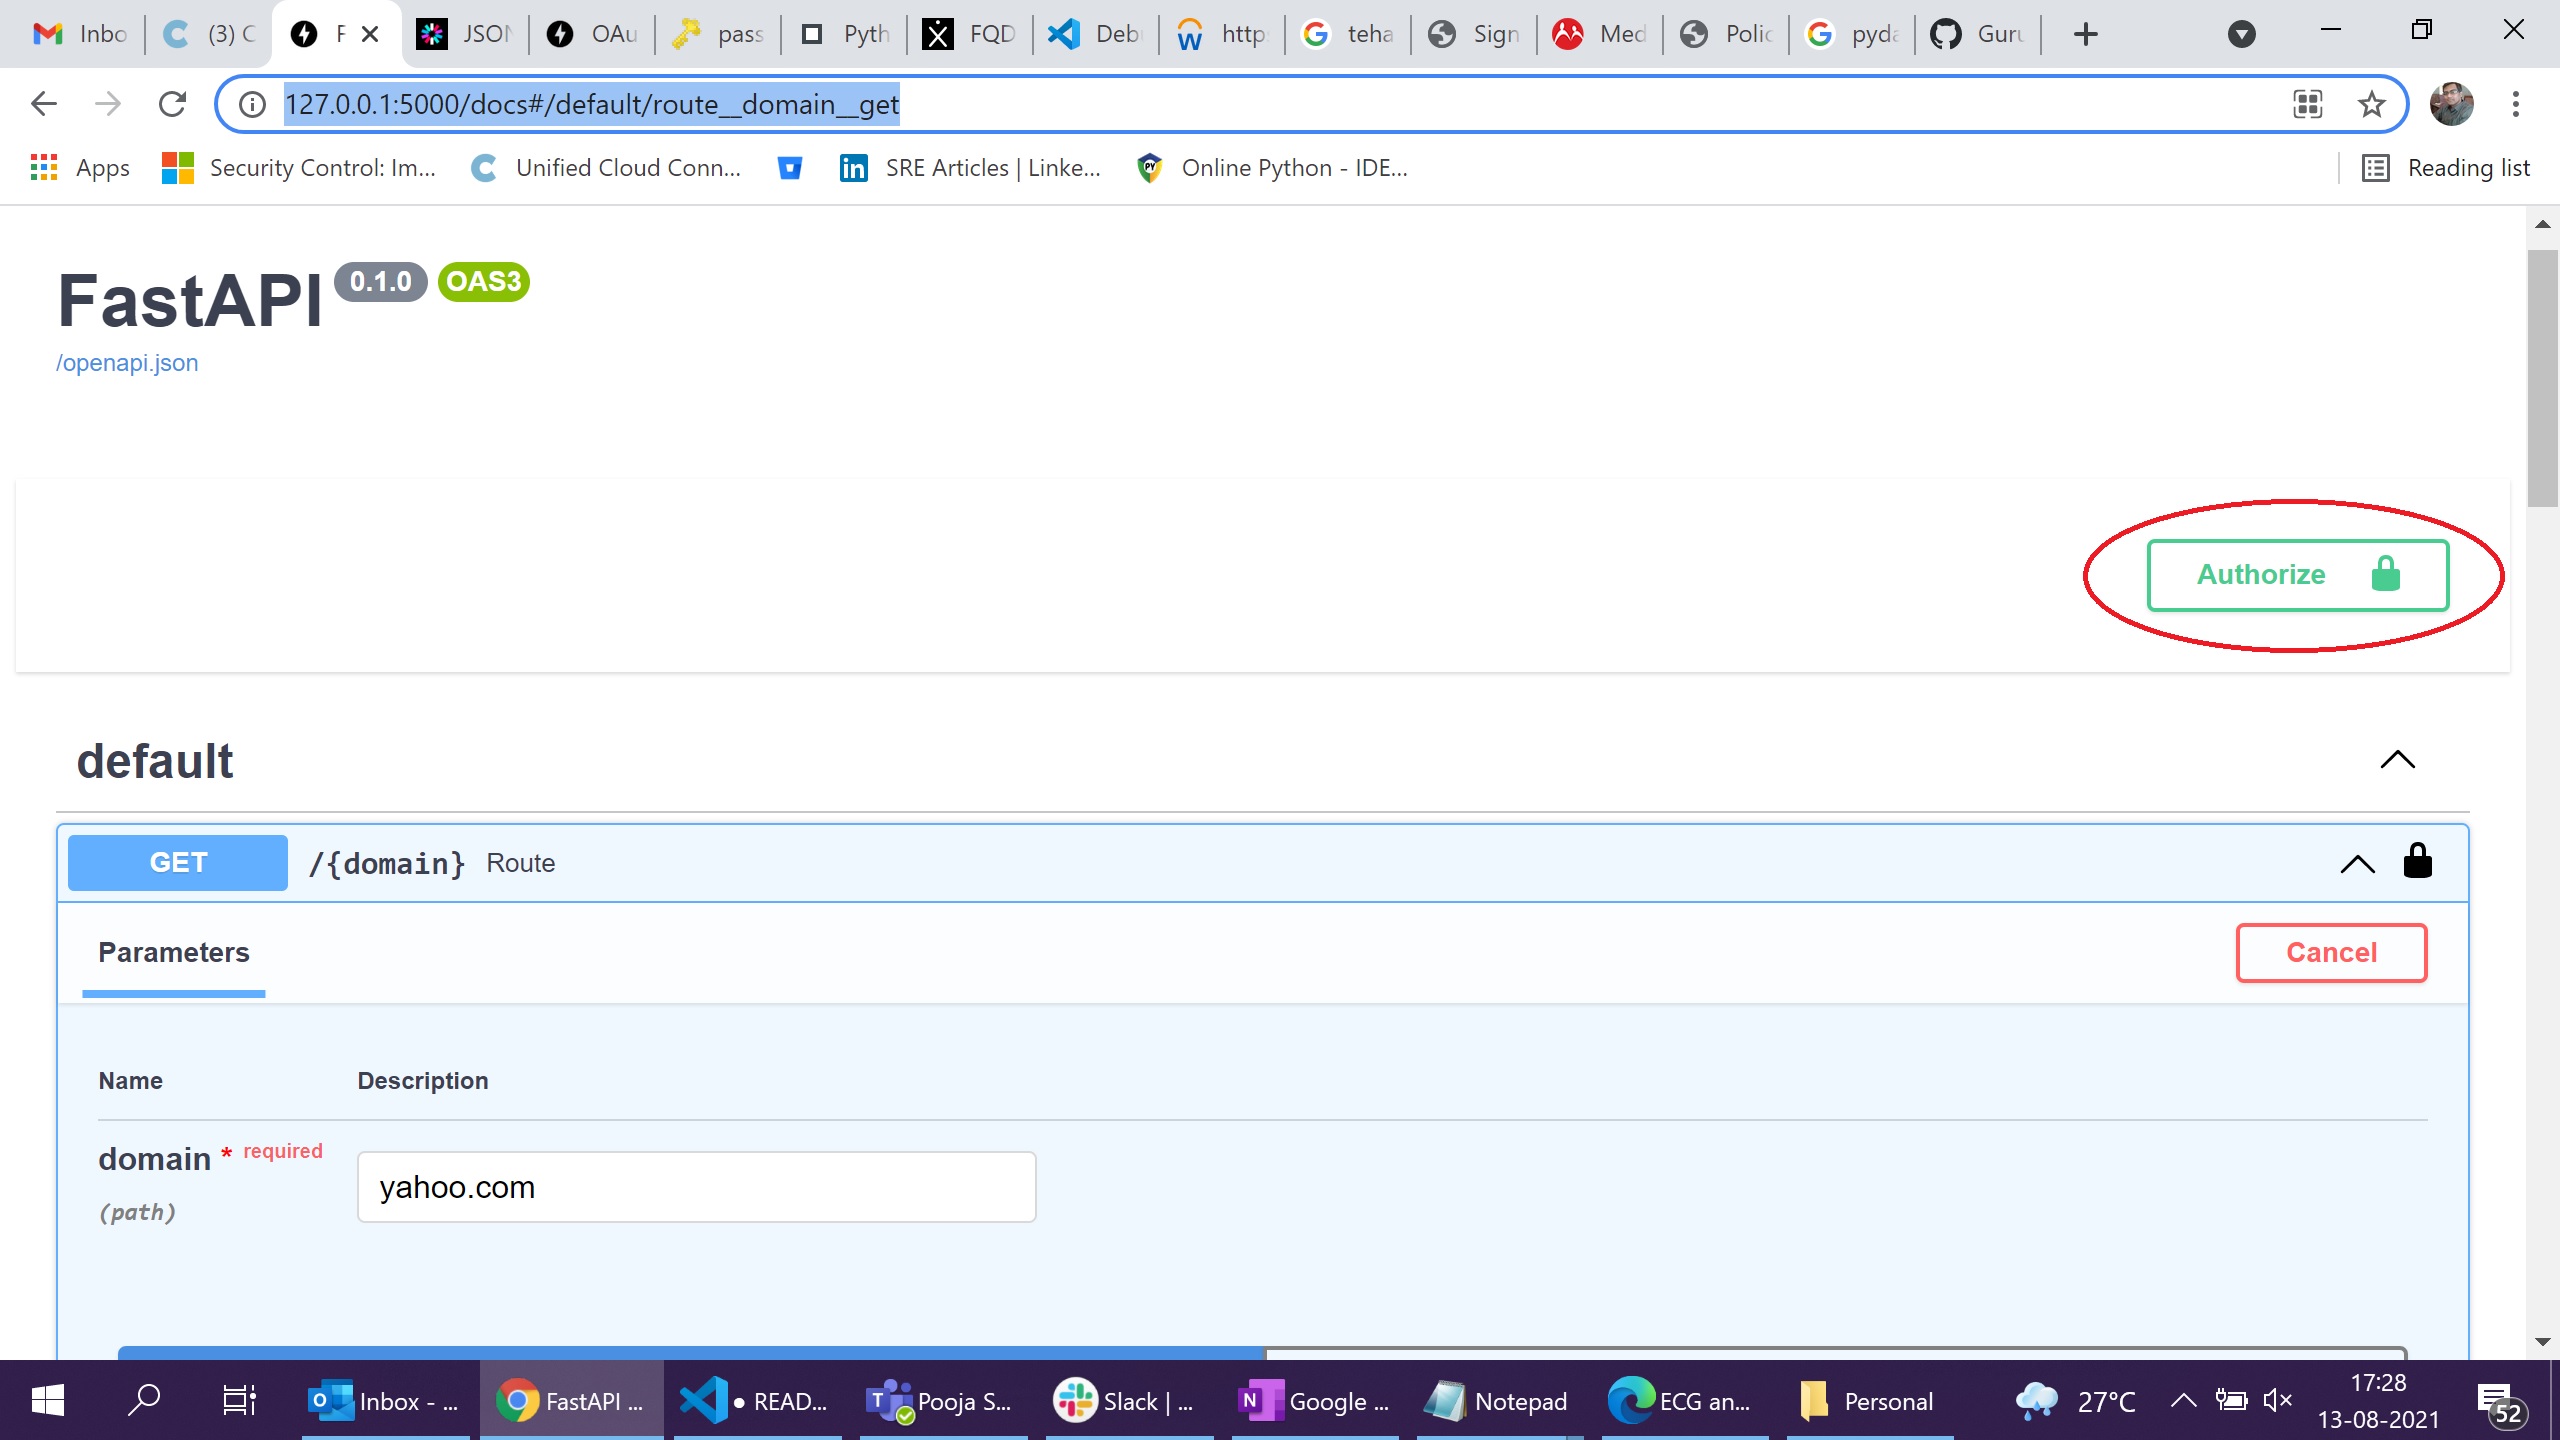 Inbo
(3) C
F
JSON
OAu
pass
Pyth
FQD
Deb
http
teha
Sign
Med
Polic
pyda
Guru
127.0.0.1:5000/docs#/default/route__domain__get
Apps
Security Control: Im...
Unified Cloud Conn...
SRE Articles | Linke...
Online Python - IDE...
Reading list
FastAPI 0.1.0 OAS3
/openapi.json
Authorize
default
GET /{domain} Route
Parameters
Cancel
Name Description
domain * required
(path)
yahoo.com
Inbox - ...
FastAPI ...
● READ...
Pooja S...
Slack | ...
Google ...
Notepad
ECG an...
Personal
27°C
17:28
13-08-2021
52